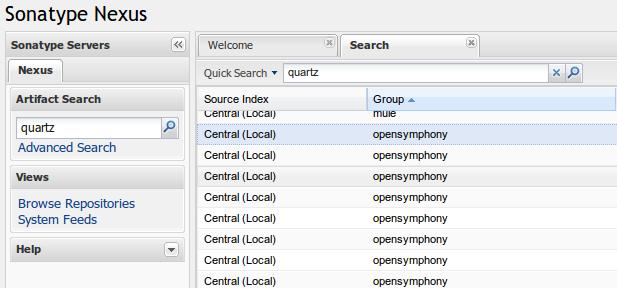 Sonatype Nexus
Sonatype Servers
Nexus
Artifact Search
quartz
Advanced Search
Views
Browse Repositories
System Feeds
Help
Welcome
Search
Quick Search quartz
Source Index Group
Central (Local) mule
Central (Local) opensymphony
Central (Local) opensymphony
Central (Local) opensymphony
Central (Local) opensymphony
Central (Local) opensymphony
Central (Local) opensymphony
Central (Local) opensymphony
Central (Local) opensymphony